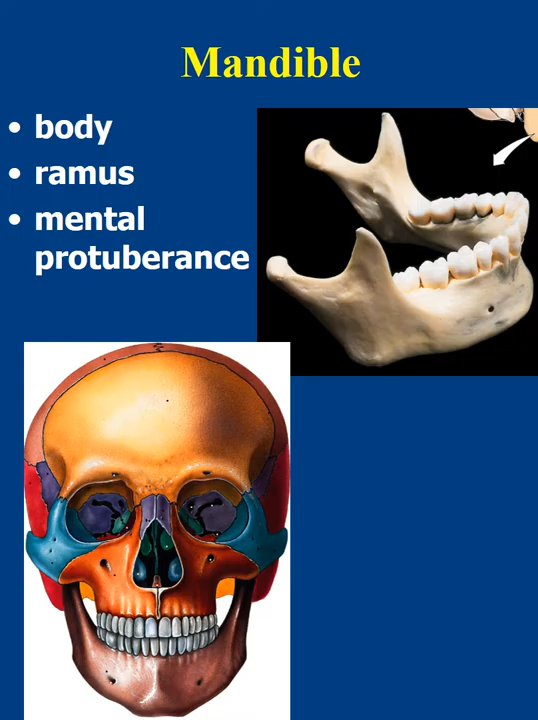 Mandible
• body
• ramus
• mental
protuberance